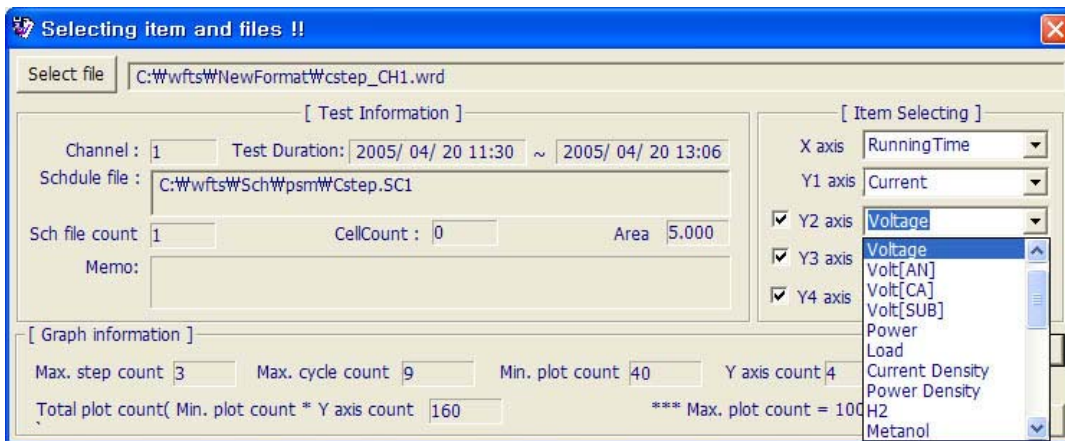 Selecting item and files !!
Select file C:₩wfts₩NewFormat₩cstep_CH1.wrd
[ Test Information ]
Channel : 1 Test Duration: 2005/ 04/ 20 11:30 ~ 2005/ 04/ 20 13:06
Schdule file : C:₩wfts₩Sch₩psm₩Cstep.SC1
Sch file count 1 CellCount : 0 Area 5.000
Memo:
[ Item Selecting ]
X axis RunningTime
Y1 axis Current
Y2 axis Voltage
Y3 axis
Y4 axis
Voltage
Volt[AN]
Volt[CA]
Volt[SUB]
Power
Load
Current Density
Power Density
H2
Metanol
[ Graph information ]
Max. step count 3 Max. cycle count 9 Min. plot count 40 Y axis count 4
Total plot count( Min. plot count * Y axis count 160 *** Max. plot count = 100